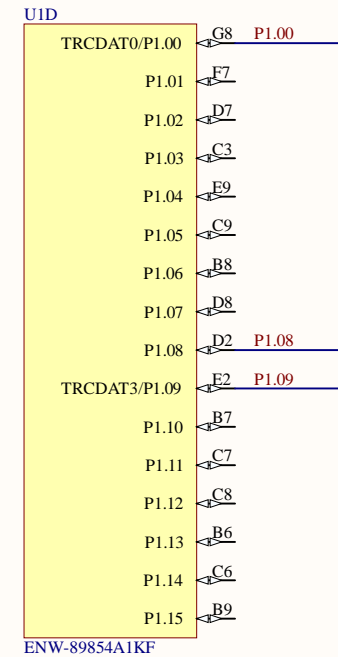 U1D
TRCDAT0/P1.00 G8 P1.00
P1.01 F7
P1.02 D7
P1.03 C3
P1.04 E9
P1.05 C9
P1.06 B8
P1.07 D8
P1.08 D2 P1.08
TRCDAT3/P1.09 E2 P1.09
P1.10 B7
P1.11 C7
P1.12 C8
P1.13 B6
P1.14 C6
P1.15 B9
ENW-89854A1KF